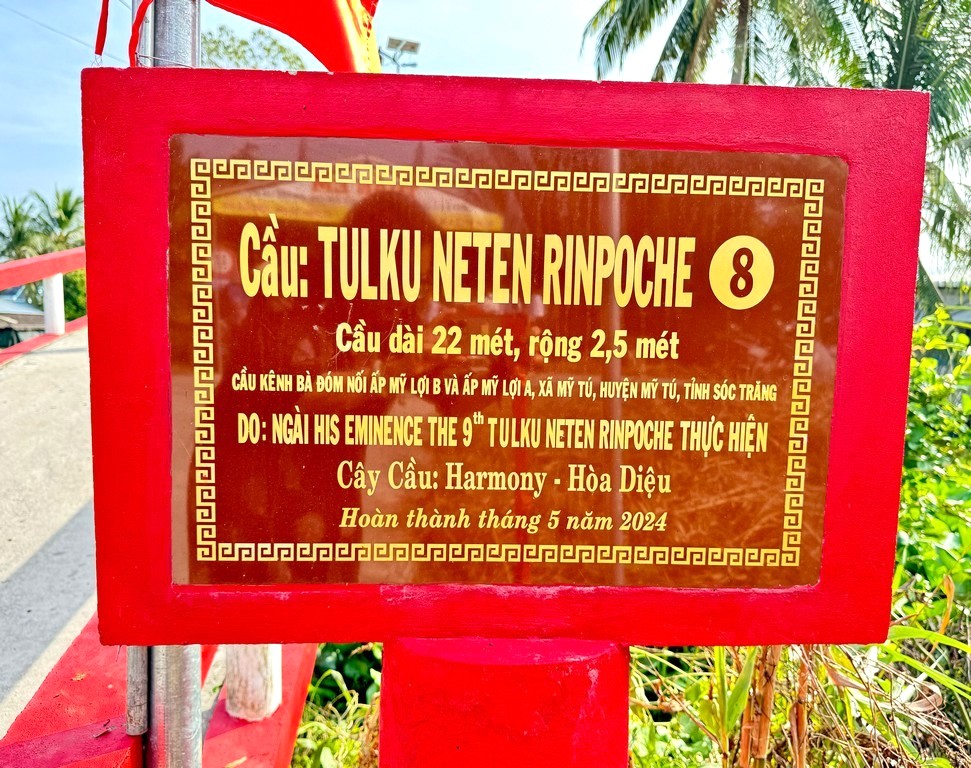 Cầu: TULKU NETEN RINPOCHE 8
Cầu dài 22 mét, rộng 2,5 mét
CẦU KÊNH BÀ ĐÓM NỐI ẤP MỸ LỢI B VÀ ẤP MỸ LỢI A, XÃ MỸ TÚ, HUYỆN MỸ TÚ, TỈNH SÓC TRĂNG
DO: NGÀI HIS EMINENCE THE 9th TULKU NETEN RINPOCHE THỰC HIỆN
Cây Cầu: Harmony - Hòa Diệu
Hoàn thành tháng 5 năm 2024